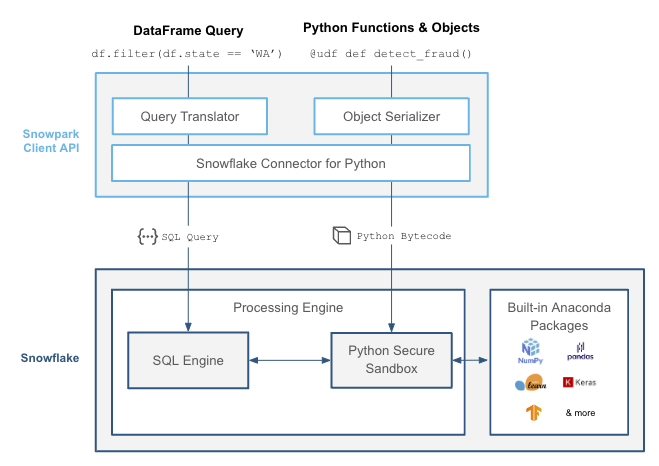 DataFrame Query
Python Functions & Objects
df.filter(df.state == ‘WA’)
@udf def detect_fraud()
Snowpark
Client API
Query Translator
Object Serializer
Snowflake Connector for Python
{···} SQL Query
Python Bytecode
Snowflake
Processing Engine
SQL Engine
Python Secure
Sandbox
Built-in Anaconda
Packages
NumPy
pandas
learn
K Keras
& more